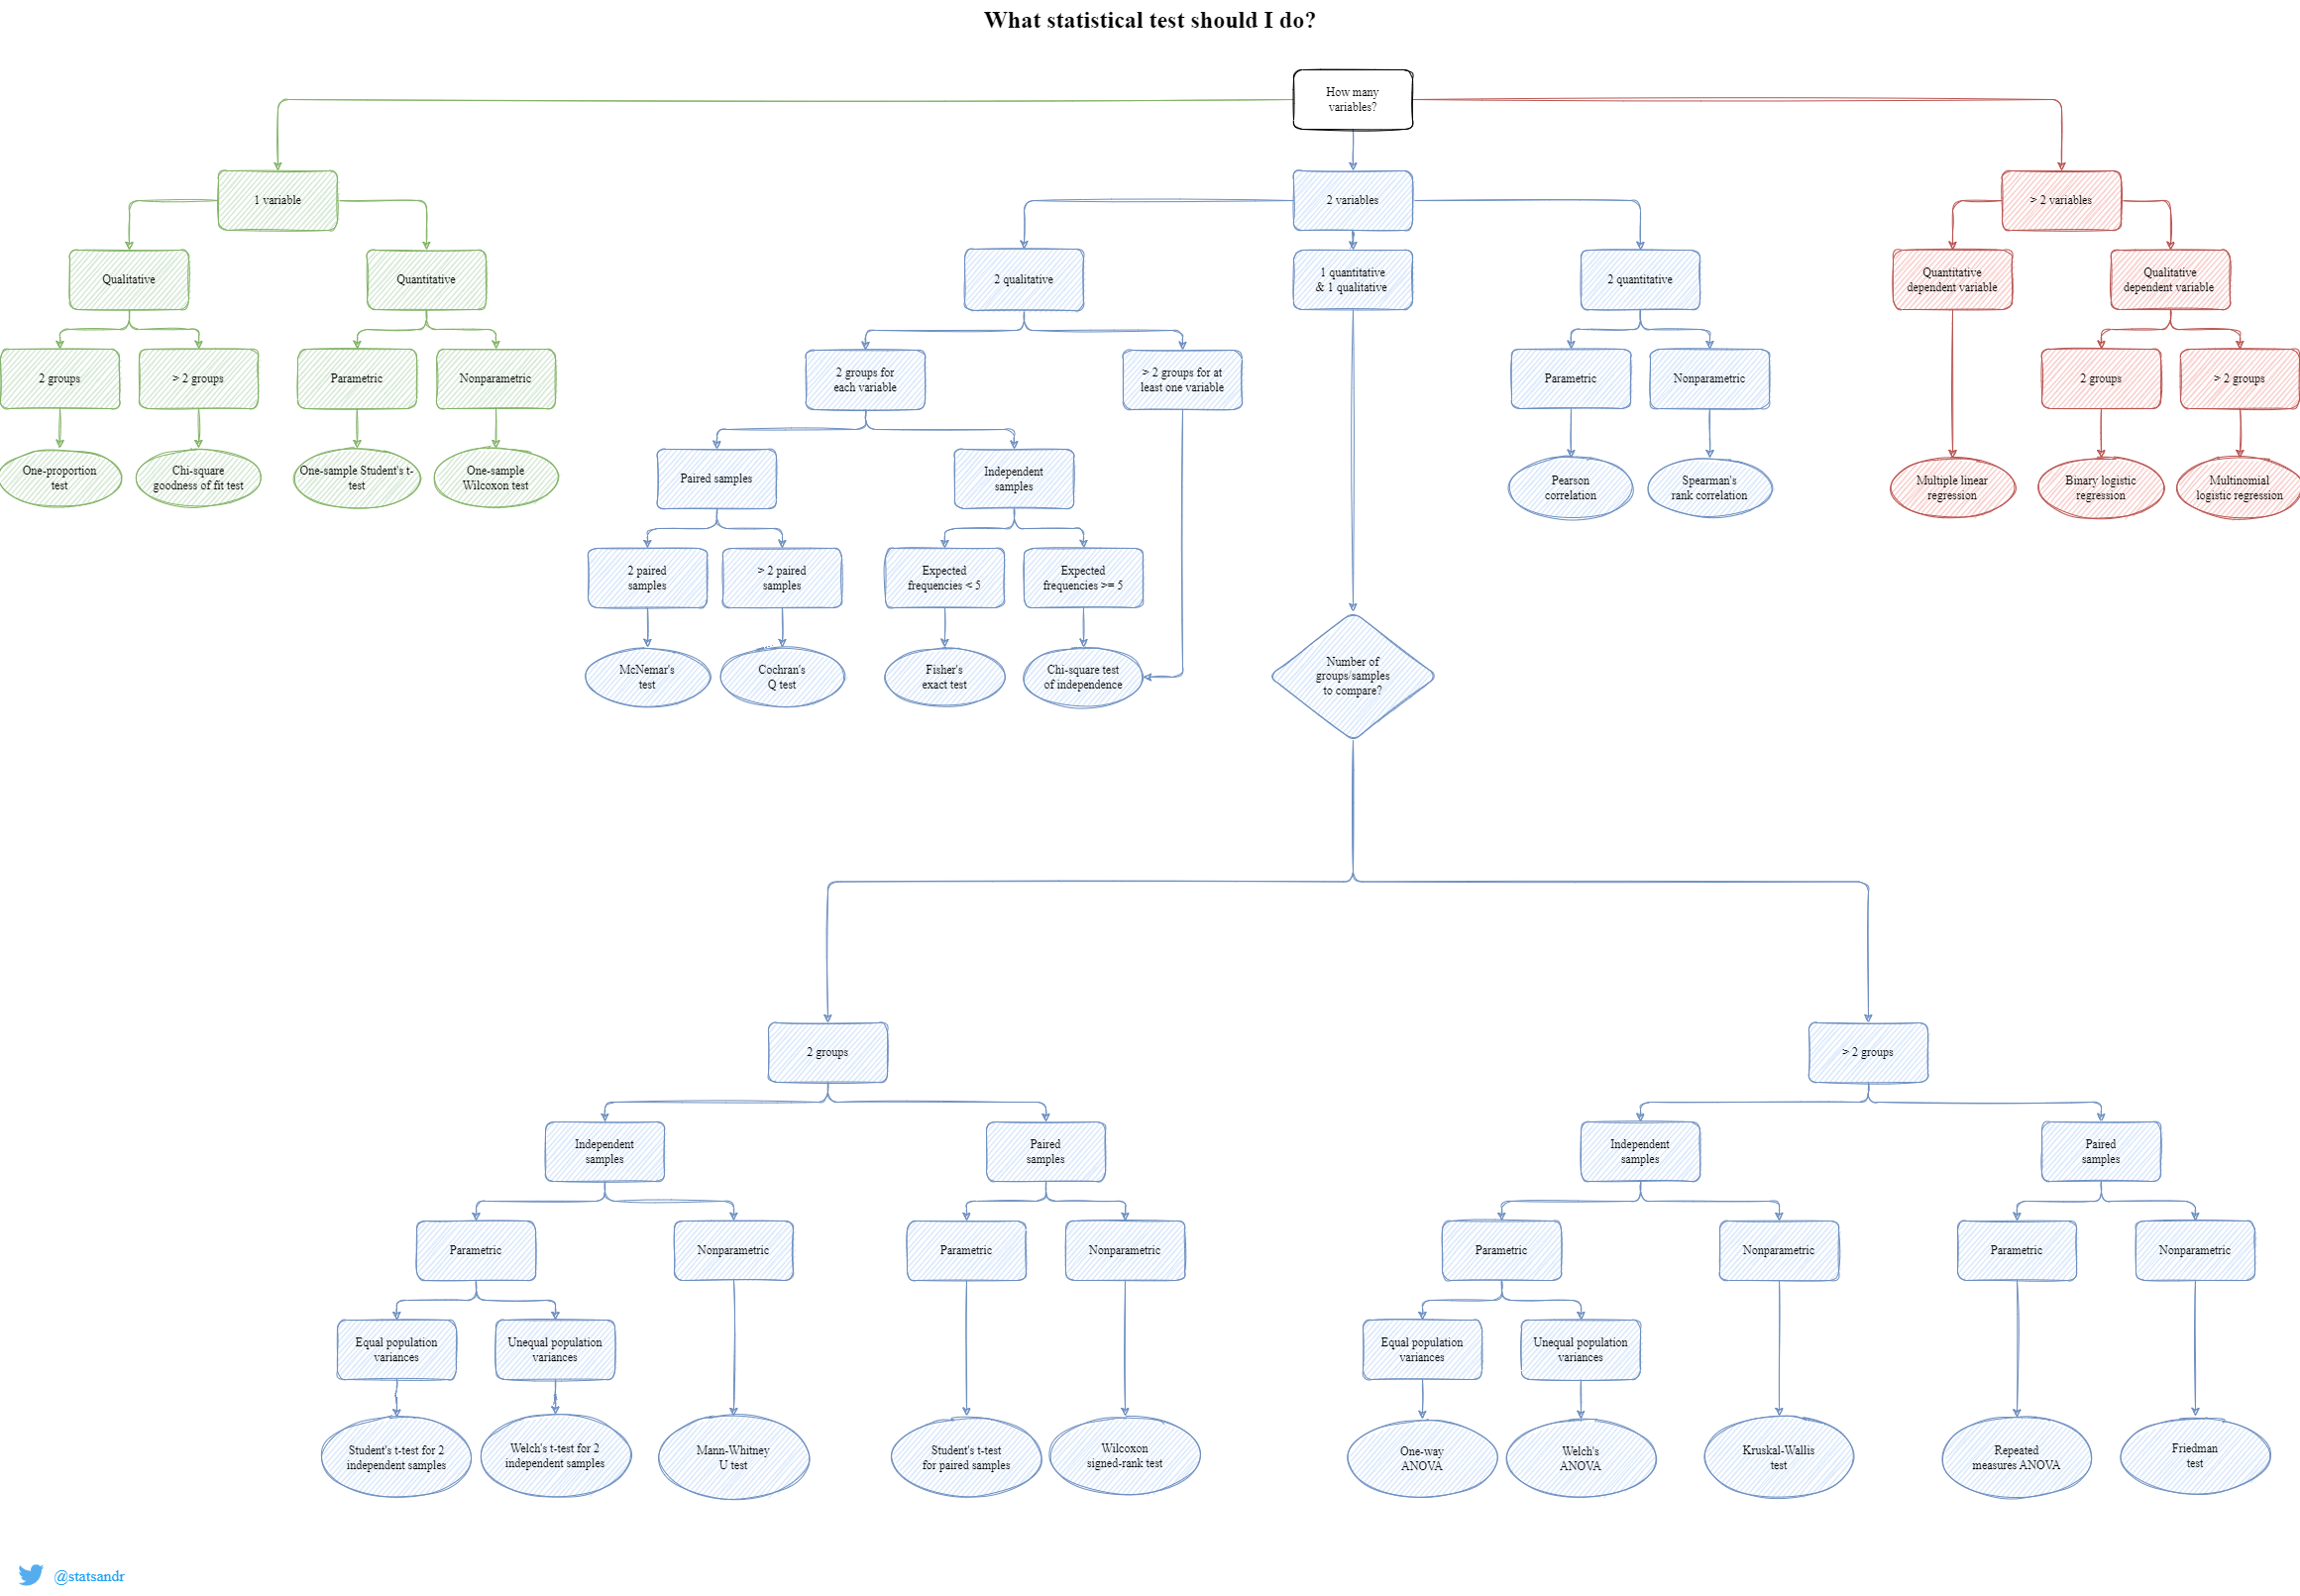 What statistical test should I do?
How many
variables?
1 variable
2 variables
> 2 variables
Qualitative
Quantitative
2 qualitative
1 quantitative
& 1 qualitative
2 quantitative
Quantitative
dependent variable
Qualitative
dependent variable
2 groups
> 2 groups
Parametric
Nonparametric
2 groups for
each variable
> 2 groups for at
least one variable
Parametric
Nonparametric
2 groups
> 2 groups
One-proportion
test
Chi-square
goodness of fit test
One-sample Student's t-
test
One-sample
Wilcoxon test
Paired samples
Independent
samples
Pearson
correlation
Spearman's
rank correlation
Multiple linear
regression
Binary logistic
regression
Multinomial
logistic regression
2 paired
samples
> 2 paired
samples
Expected
frequencies < 5
Expected
frequencies >= 5
McNemar's
test
Cochran's
Q test
Fisher's
exact test
Chi-square test
of independence
Number of
groups/samples
to compare?
2 groups
> 2 groups
Independent
samples
Paired
samples
Independent
samples
Paired
samples
Parametric
Nonparametric
Parametric
Nonparametric
Parametric
Nonparametric
Parametric
Nonparametric
Equal population
variances
Unequal population
variances
Equal population
variances
Unequal population
variances
Student's t-test for 2
independent samples
Welch's t-test for 2
independent samples
Mann-Whitney
U test
Student's t-test
for paired samples
Wilcoxon
signed-rank test
One-way
ANOVA
Welch's
ANOVA
Kruskal-Wallis
test
Repeated
measures ANOVA
Friedman
test
@statsandr